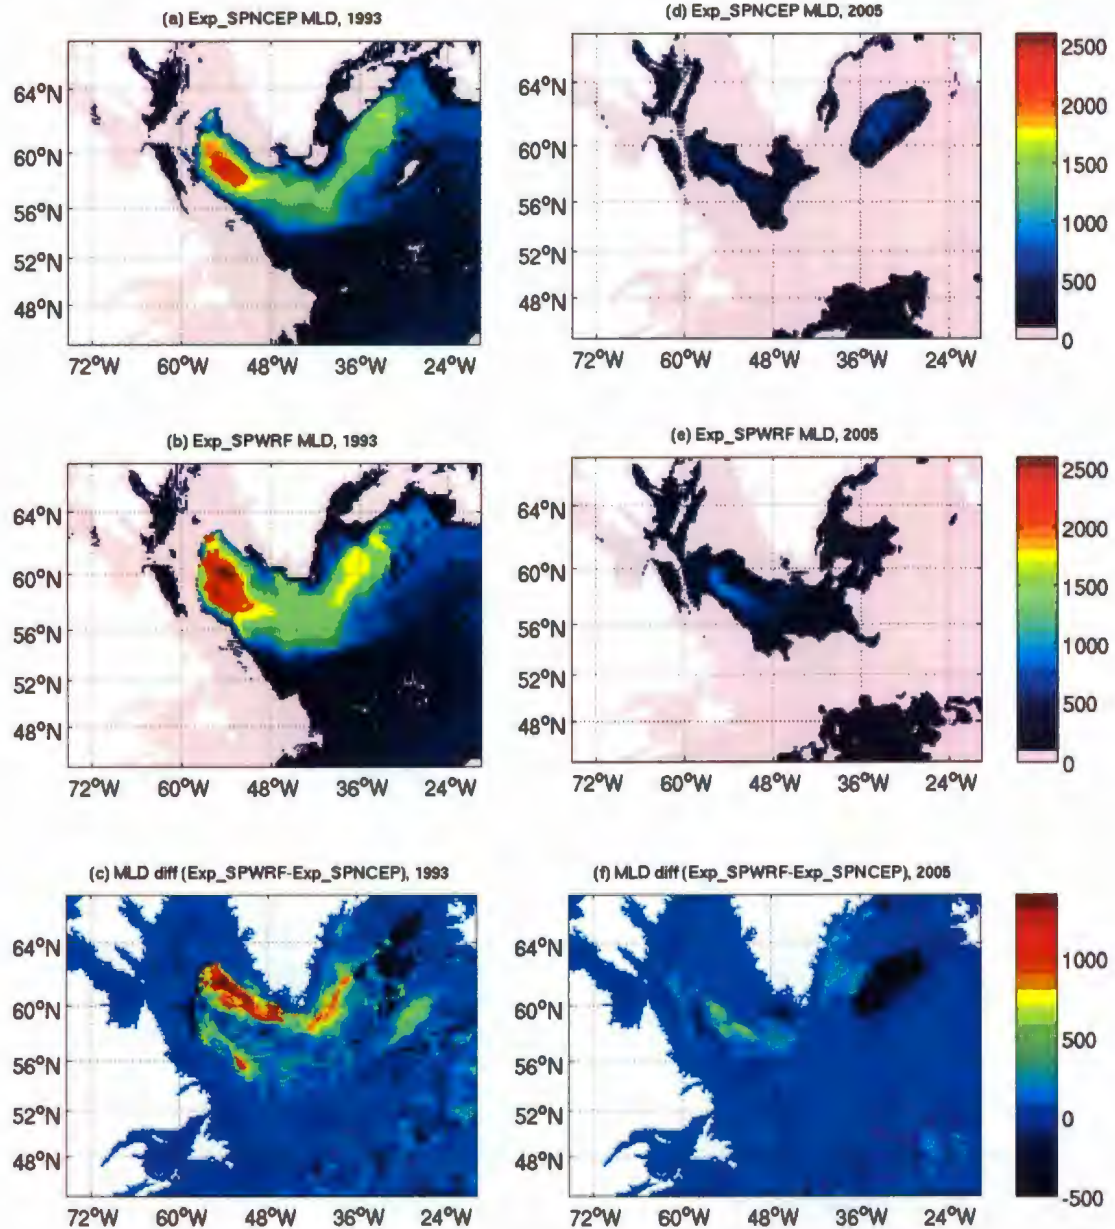 (a) Exp_SPNCEP MLD, 1993
64°N
60°N
56°N
52°N
48°N
72°W 60°W 48°W 36°W 24°W
(d) Exp_SPNCEP MLD, 2005
64°N
60°N
56°N
52°N
48°N
72°W 60°W 48°W 36°W 24°W
2500
2000
1500
1000
500
0
(b) Exp_SPWRF MLD, 1993
64°N
60°N
56°N
52°N
48°N
72°W 60°W 48°W 36°W 24°W
(e) Exp_SPWRF MLD, 2005
64°N
60°N
56°N
52°N
48°N
72°W 60°W 48°W 36°W 24°W
2500
2000
1500
1000
500
0
(c) MLD diff (Exp_SPWRF-Exp_SPNCEP), 1993
64°N
60°N
56°N
52°N
48°N
72°W 60°W 48°W 36°W 24°W
(f) MLD diff (Exp_SPWRF-Exp_SPNCEP), 2005
64°N
60°N
56°N
52°N
48°N
72°W 60°W 48°W 36°W 24°W
1000
500
0
-500